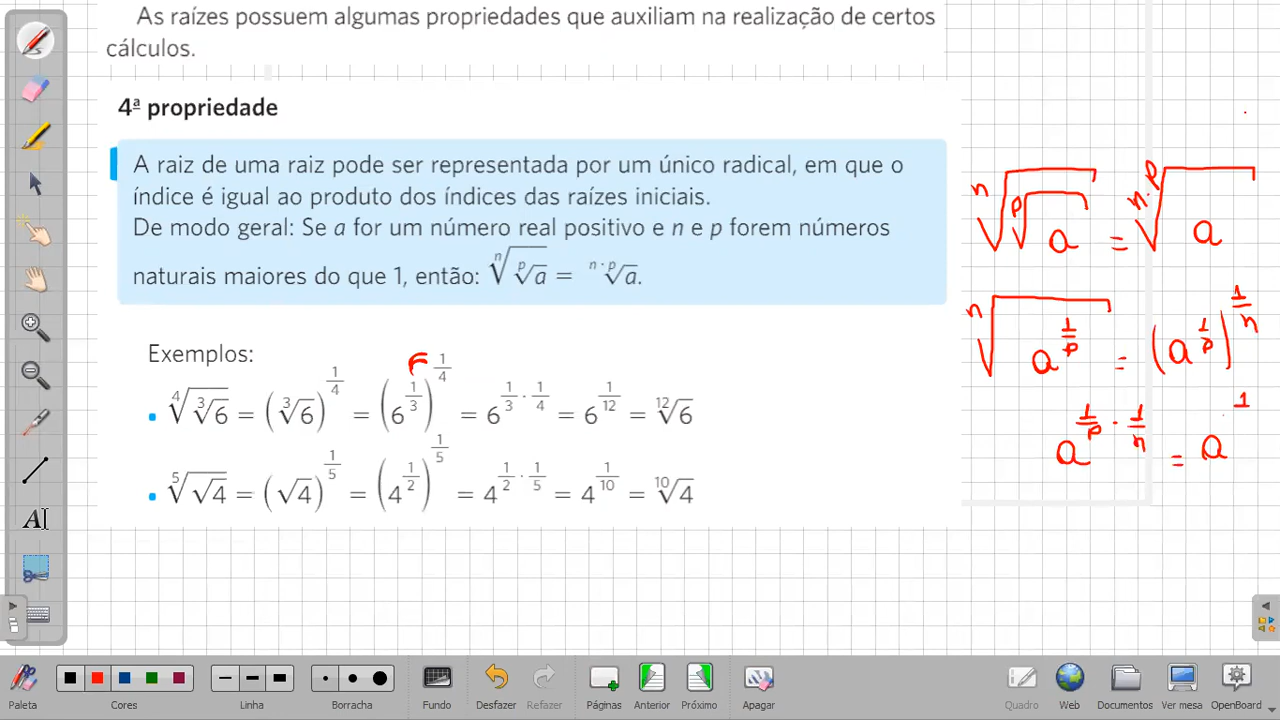 As raízes possuem algumas propriedades que auxiliam na realização de certos
cálculos.
4ª propriedade
A raiz de uma raiz pode ser representada por um único radical, em que o
índice é igual ao produto dos índices das raízes iniciais.
De modo geral: Se a for um número real positivo e n e p forem números
naturais maiores do que 1, então: ⁿ√(ᵖ√a) = ⁿ·ᵖ√a.
Exemplos:
• ⁴√(³√6) = (³√6)^(1/4) = (6^(1/3))^(1/4) = 6^(1/3 · 1/4) = 6^(1/12) = ¹²√6
• ⁵√(√4) = (√4)^(1/5) = (4^(1/2))^(1/5) = 4^(1/2 · 1/5) = 4^(1/10) = ¹⁰√4
ⁿ√(ᵖ√a) = ⁿ·ᵖ√a
ⁿ√(a^(1/p)) = (a^(1/p))^(1/n)
a^(1/p · 1/n) = a^1
A
Paleta
Cores
Linha
Borracha
Fundo
Desfazer
Refazer
Páginas
Anterior
Próximo
Apagar
Quadro
Web
Documentos
Ver mesa
OpenBoard